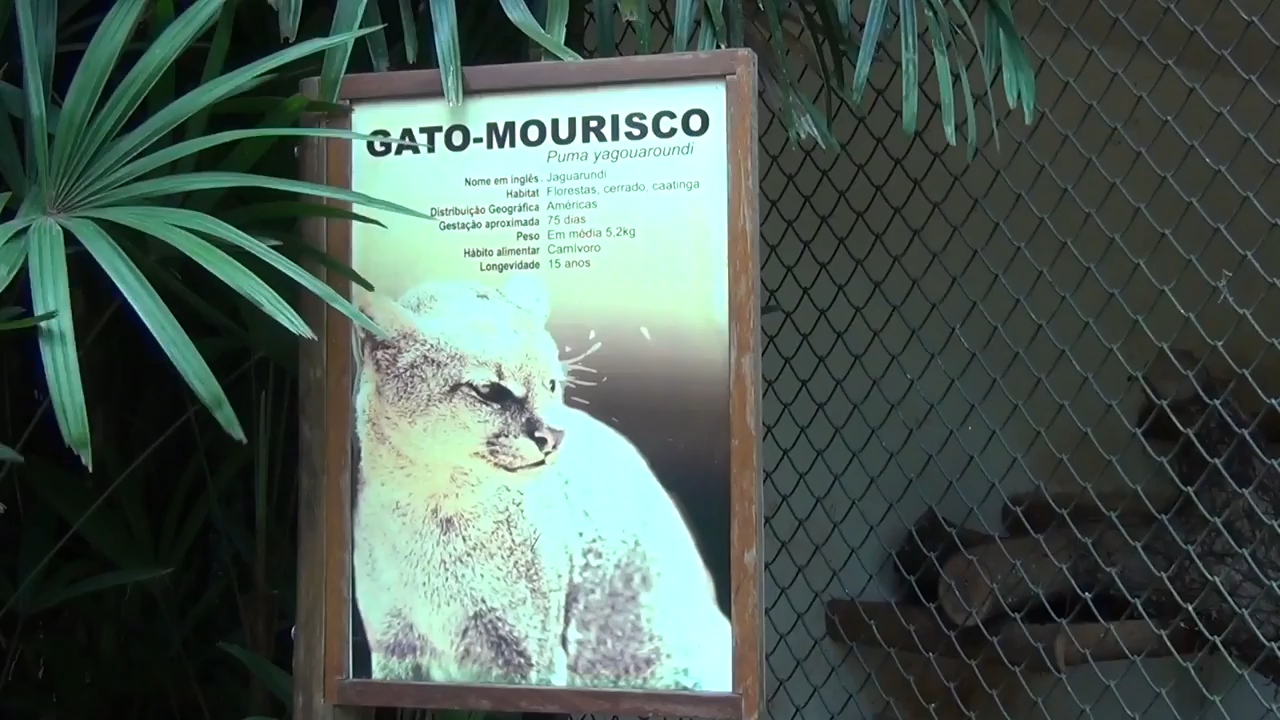 GATO-MOURISCO
Puma yagouaroundi
Nome em inglês. Jaguarundi
Habitat Florestas, cerrado, caatinga
Distribuição Geográfica Américas
Gestação aproximada 75 dias
Peso Em média 5,2kg
Hábito alimentar Carnívoro
Longevidade 15 anos